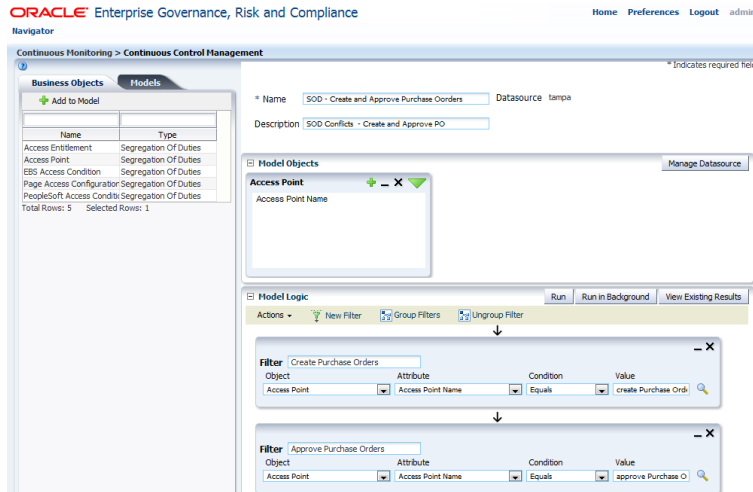 ORACLE Enterprise Governance, Risk and Compliance
Home Preferences Logout admin
Navigator
Continuous Monitoring > Continuous Control Management
* Indicates required fiel
Business Objects Models
Add to Model
* Name SOD - Create and Approve Purchase Oorders Datasource tampa
Description SOD Conflicts - Create and Approve PO
Name Type
Access Entitlement Segregation Of Duties
Access Point Segregation Of Duties
EBS Access Condition Segregation Of Duties
Page Access Configuration Segregation Of Duties
PeopleSoft Access Conditi Segregation Of Duties
Total Rows: 5 Selected Rows: 1
Model Objects Manage Datasource
Access Point
Access Point Name
Model Logic Run Run in Background View Existing Results
Actions New Filter Group Filters Ungroup Filter
Filter Create Purchase Orders
Object Attribute Condition Value
Access Point Access Point Name Equals create Purchase Orde
Filter Approve Purchase Orders
Object Attribute Condition Value
Access Point Access Point Name Equals approve Purchase O